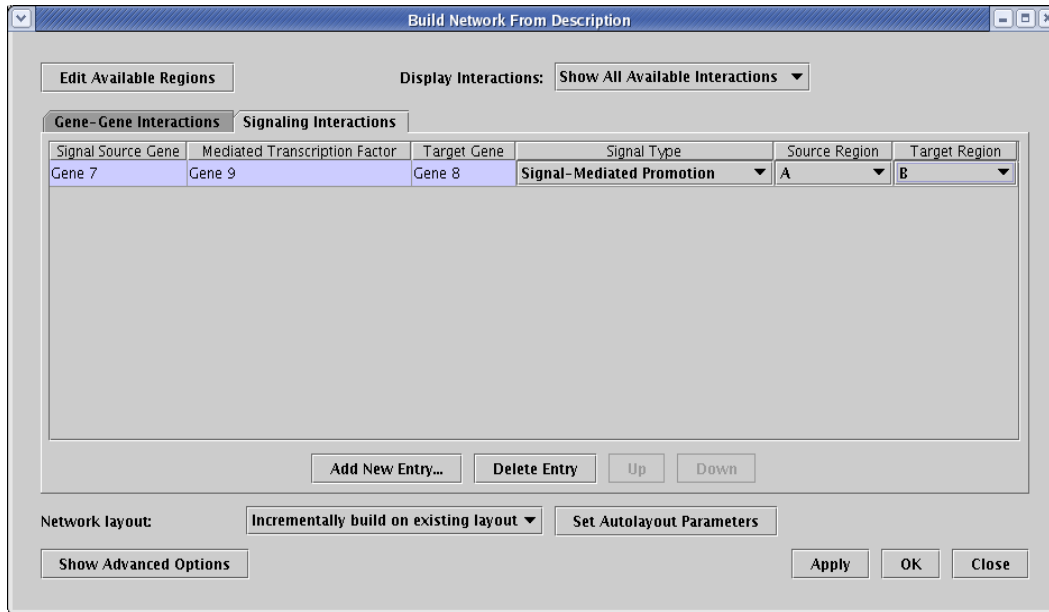 Build Network From Description
Edit Available Regions Display Interactions: Show All Available Interactions
Gene-Gene Interactions Signaling Interactions
Signal Source Gene Mediated Transcription Factor Target Gene Signal Type Source Region Target Region
Gene 7 Gene 9 Gene 8 Signal-Mediated Promotion A B
Add New Entry... Delete Entry Up Down
Network layout: Incrementally build on existing layout Set Autolayout Parameters
Show Advanced Options Apply OK Close